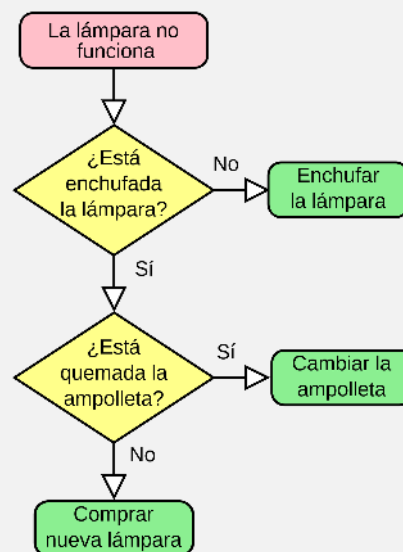 La lámpara no
funciona
¿Está
enchufada
la lámpara?
No
Enchufar
la lámpara
Sí
¿Está
quemada la
ampolleta?
Sí
Cambiar la
ampolleta
No
Comprar
nueva lámpara